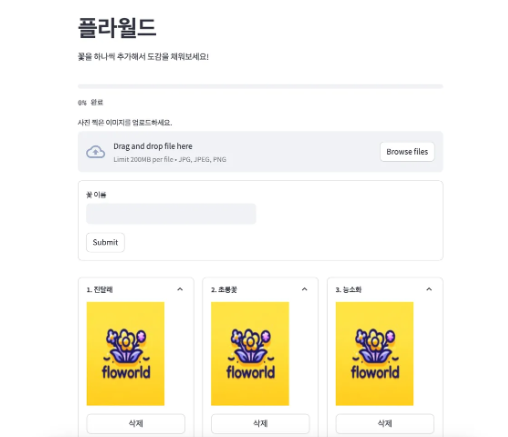 플라월드
꽃을 하나씩 추가해서 도감을 채워보세요!
0% 완료
사진 찍은 이미지를 업로드하세요.
Drag and drop file here
Limit 200MB per file • JPG, JPEG, PNG
Browse files
꽃 이름
Submit
1. 진달래
2. 초롱꽃
3. 능소화
floworld
floworld
floworld
삭제
삭제
삭제